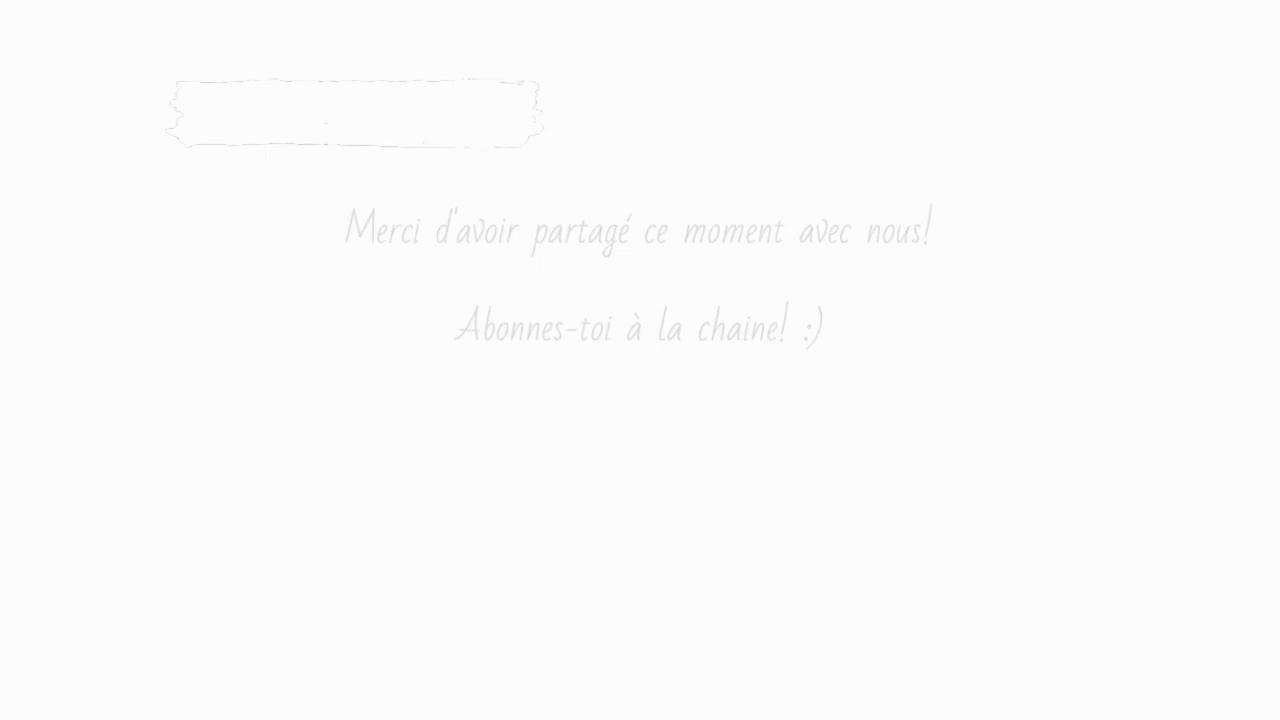 Merci d'avoir partagé ce moment avec nous!
Abonnes-toi à la chaine! :)